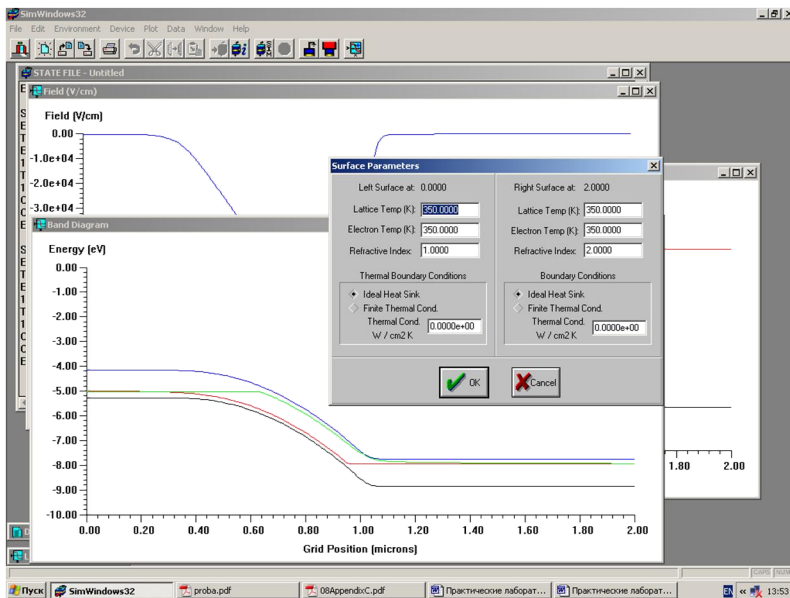 SimWindows32
File Edit Environment Device Plot Data Window Help
STATE FILE - Untitled
Field (V/cm)
Field (V/cm)
0.00
-1.0e+04
-2.0e+04
-3.0e+04
Surface Parameters
Left Surface at: 0.0000 Right Surface at: 2.0000
Lattice Temp (K): 350.0000 Lattice Temp (K): 350.0000
Electron Temp (K): 350.0000 Electron Temp (K): 350.0000
Refractive Index: 1.0000 Refractive Index: 2.0000
Thermal Boundary Conditions Boundary Conditions
Ideal Heat Sink Ideal Heat Sink
Finite Thermal Cond. Finite Thermal Cond.
Thermal Cond. 0.0000e+00 Thermal Cond. 0.0000e+00
W / cm2 K W / cm2 K
OK Cancel
Band Diagram
Energy (eV)
0.00
-1.00
-2.00
-3.00
-4.00
-5.00
-6.00
-7.00
-8.00
-9.00
-10.00
0.00 0.20 0.40 0.60 0.80 1.00 1.20 1.40 1.60 1.80 2.00
Grid Position (microns)
1.80 2.00
CAPS NUM
Пуск SimWindows32 proba.pdf 08AppendixC.pdf Практические лаборат... Практические лаборат... EN 13:53